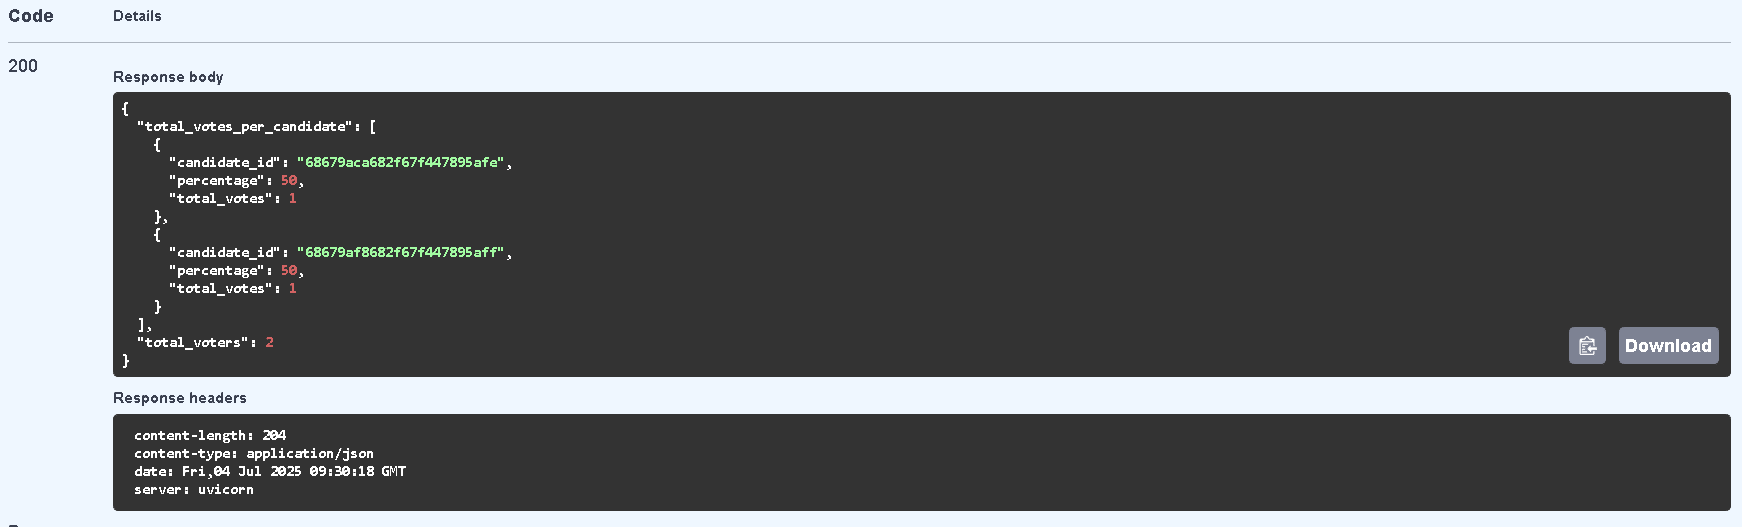 Code Details
200
Response body
{
  "total_votes_per_candidate": [
    {
      "candidate_id": "68679aca682f67f447895afe",
      "percentage": 50,
      "total_votes": 1
    },
    {
      "candidate_id": "68679af8682f67f447895aff",
      "percentage": 50,
      "total_votes": 1
    }
  ],
  "total_voters": 2
}
Download
Response headers
content-length: 204
content-type: application/json
date: Fri,04 Jul 2025 09:30:18 GMT
server: uvicorn